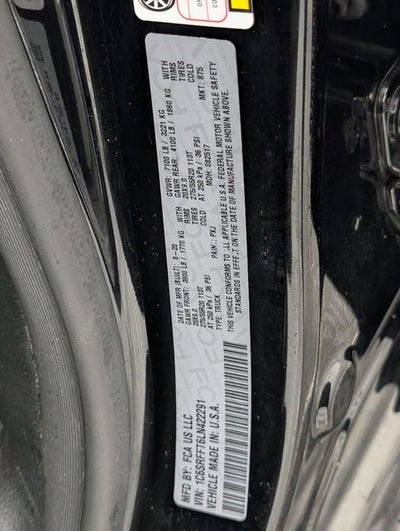 MFD BY: FCA US LLC
DATE OF MFR (BUILT): 8-20
GVWR: 7100 LB / 3221 KG
GAWR FRONT: 3900 LB / 1770 KG WITH
GAWR REAR: 4100 LB / 1860 KG WITH
20X9.0 RIMS
20X9.0 RIMS
275/55R20 113T TIRES
275/55R20 113T TIRES
AT 250 kPa / 36 PSI COLD
AT 250 kPa / 36 PSI COLD
MDH: 082517
MKT: 875
VIN: 1C6SRFFT6LN422291
TYPE: TRUCK
PAINT: PXJ
VEHICLE MADE IN: U.S.A.
THIS VEHICLE CONFORMS TO ALL APPLICABLE U.S.A. FEDERAL MOTOR VEHICLE SAFETY
STANDARDS IN EFFECT ON THE DATE OF MANUFACTURE SHOWN ABOVE.